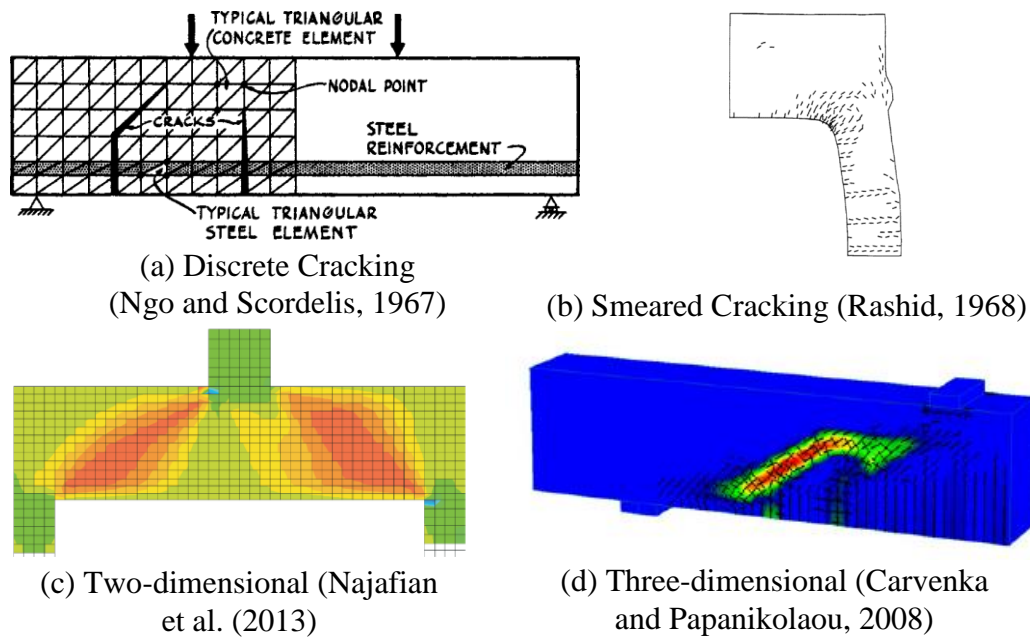 TYPICAL TRIANGULAR
CONCRETE ELEMENT
NODAL POINT
CRACKS
STEEL
REINFORCEMENT
TYPICAL TRIANGULAR
STEEL ELEMENT
(a) Discrete Cracking
(Ngo and Scordelis, 1967)
(b) Smeared Cracking (Rashid, 1968)
(c) Two-dimensional (Najafian
et al. (2013)
(d) Three-dimensional (Carvenka
and Papanikolaou, 2008)